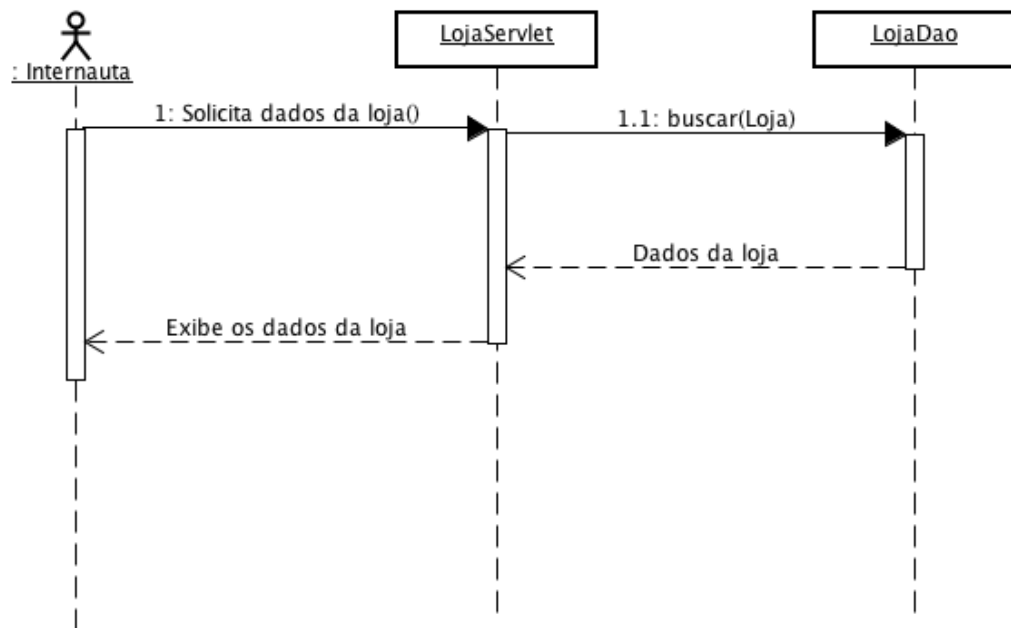 LojaServlet
LojaDao
: Internauta
1: Solicita dados da loja()
1.1: buscar(Loja)
Dados da loja
Exibe os dados da loja